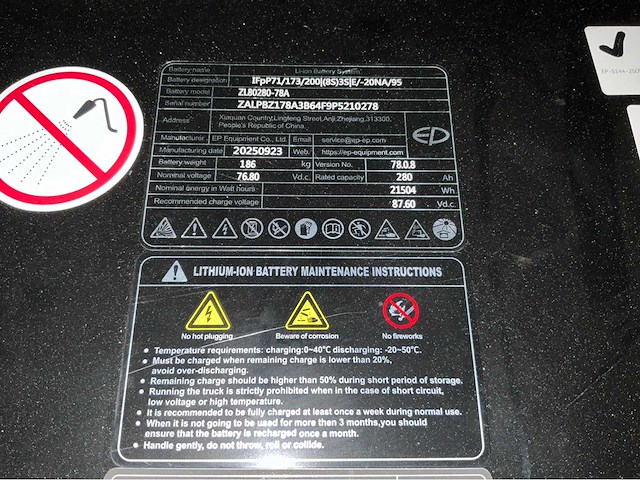 Battery name Li-ion Battery System
Battery designation IFpP71/173/200[(8S)3S]E/-20NA/95
Battery model ZL80280-78A
Serial number ZALPBZ178A3B64F9P5210278
Address Xiaquan Country,Lingfeng Street,Anji,Zhejiang,313300,
People's Republic of China.
Manufacturer EP Equipment Co., Ltd. Email service@ep-ep.com
Manufacturing date 20250923 Web. https://ep-equipment.com
Battery weight 186 kg Version No. 78.0.8
Nominal voltage 76.80 Vd.c. Rated capacity 280 Ah
Nominal energy in Watt hours 21504 Wh
Recommended charge voltage 87.60 Vd.c.
EP
LITHIUM-ION BATTERY MAINTENANCE INSTRUCTIONS
No hot plugging Beware of corrosion No fireworks
• Temperature requirements: charging:0~40°C discharging: -20~50°C.
• Must be charged when remaining charge is lower than 20%,
avoid over-discharging.
• Remaining charge should be higher than 50% during short period of storage.
• Running the truck is strictly prohibited when in the case of short circuit,
low voltage or high temperature.
• It is recommended to be fully charged at least once a week during normal use.
• When it is not going to be used for more then 3 months,you should
ensure that the battery is recharged once a month.
• Handle gently, do not throw, roll or collide.